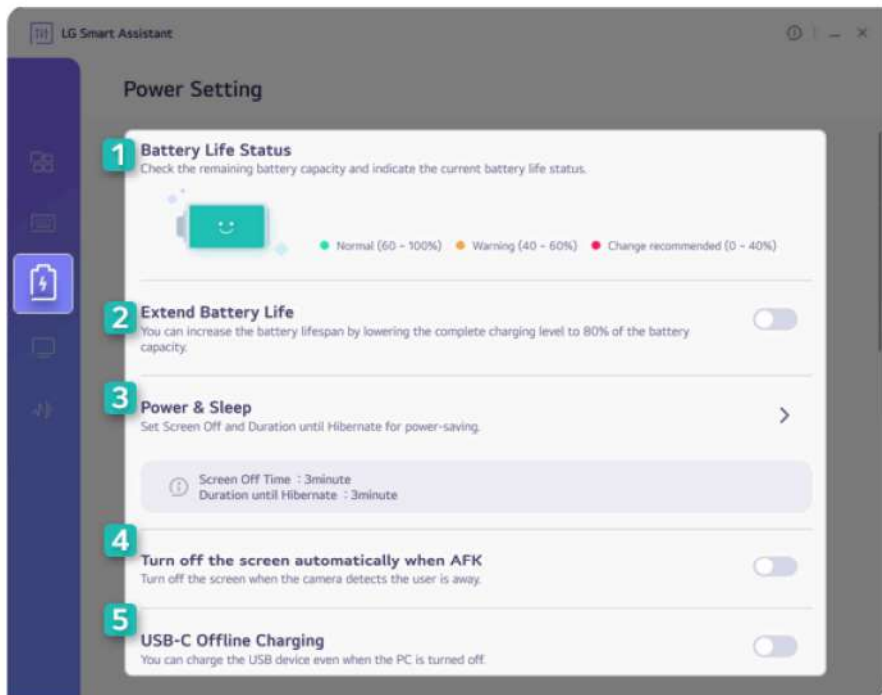 LG Smart Assistant
Power Setting
1
Battery Life Status
Check the remaining battery capacity and indicate the current battery life status.
Normal (60 - 100%) Warning (40 - 60%) Change recommended (0 - 40%)
2
Extend Battery Life
You can increase the battery lifespan by lowering the complete charging level to 80% of the battery
capacity.
3
Power & Sleep
Set Screen Off and Duration until Hibernate for power-saving.
Screen Off Time : 3minute
Duration until Hibernate : 3minute
4
Turn off the screen automatically when AFK
Turn off the screen when the camera detects the user is away.
5
USB-C Offline Charging
You can charge the USB device even when the PC is turned off.